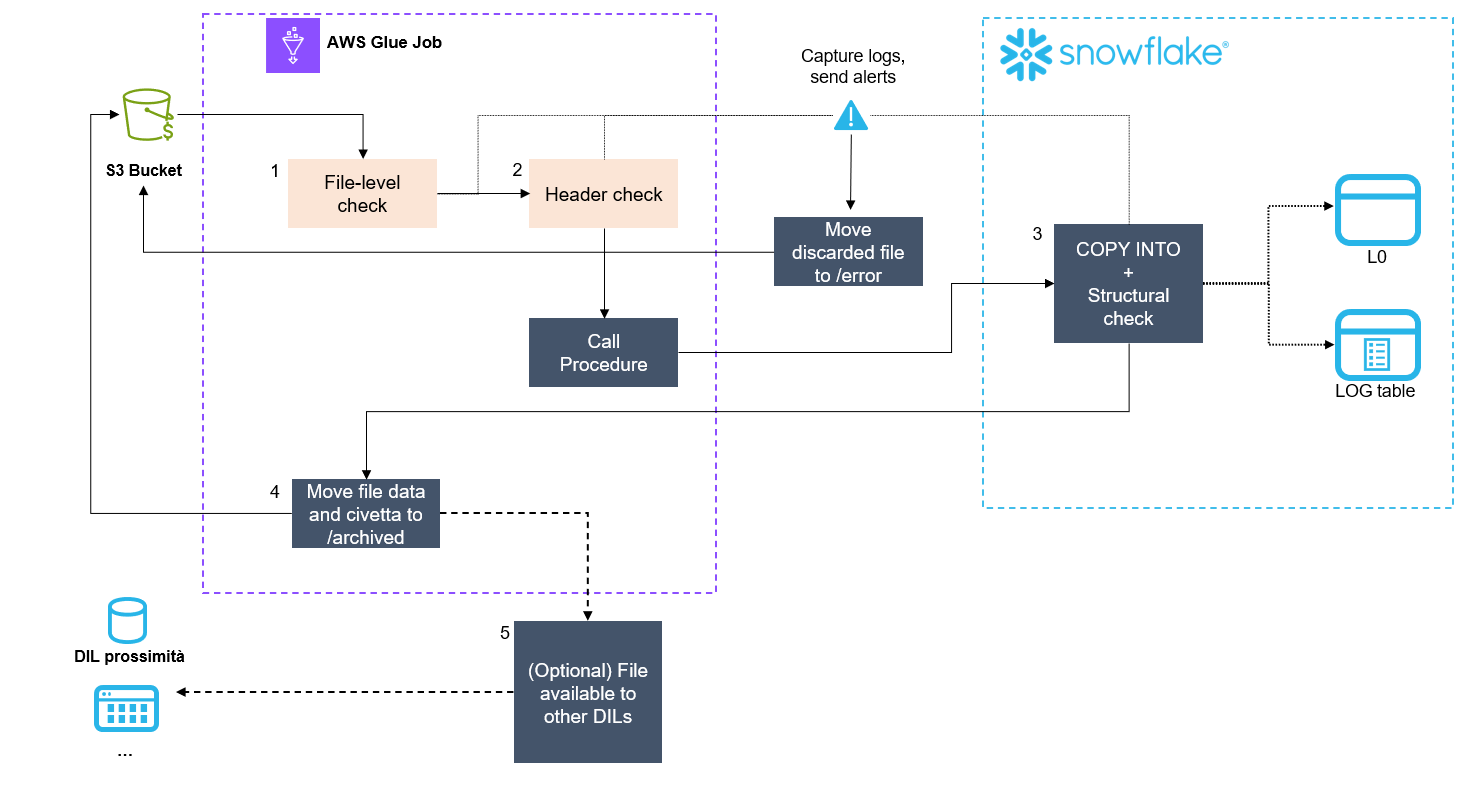 AWS Glue Job
Capture logs,
send alerts
snowflake®
S3 Bucket
1
File-level
check
2
Header check
Move
discarded file
to /error
3
COPY INTO
+
Structural
check
L0
Call
Procedure
LOG table
4
Move file data
and civetta to
/archived
5
(Optional) File
available to
other DILs
DIL prossimità
...